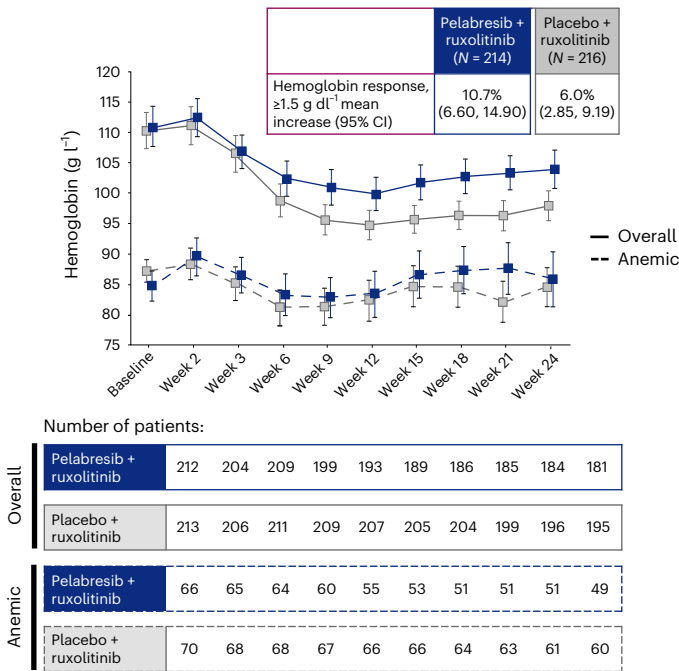 Pelabresib +
ruxolitinib
(N = 214)
Placebo +
ruxolitinib
(N = 216)
Hemoglobin response,
≥1.5 g dl⁻¹ mean
increase (95% CI)
10.7%
(6.60, 14.90)
6.0%
(2.85, 9.19)
Hemoglobin (g l⁻¹)
120
115
110
105
100
95
90
85
80
75
Overall
Anemic
Baseline
Week 2
Week 3
Week 6
Week 9
Week 12
Week 15
Week 18
Week 21
Week 24
Number of patients:
Overall
Pelabresib +
ruxolitinib
212 204 209 199 193 189 186 185 184 181
Placebo +
ruxolitinib
213 206 211 209 207 205 204 199 196 195
Anemic
Pelabresib +
ruxolitinib
66 65 64 60 55 53 51 51 51 49
Placebo +
ruxolitinib
70 68 68 67 66 66 64 63 61 60